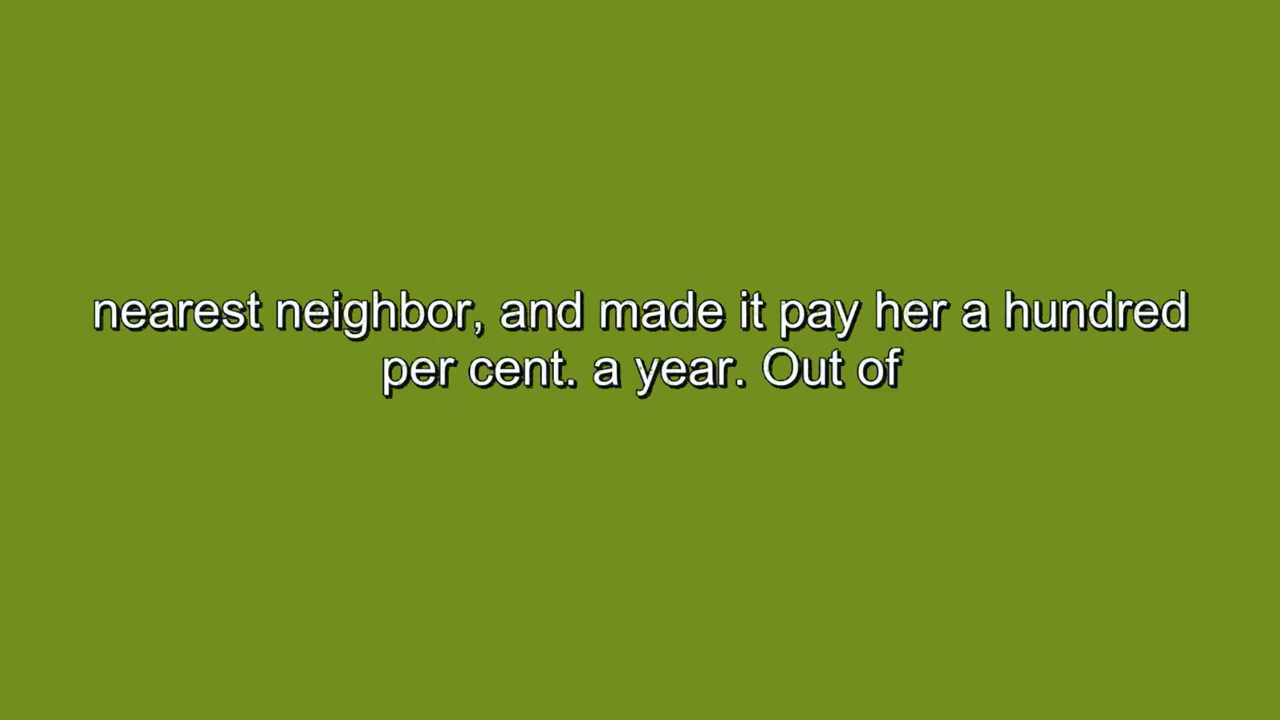 nearest neighbor, and made it pay her a hundred
per cent. a year. Out of